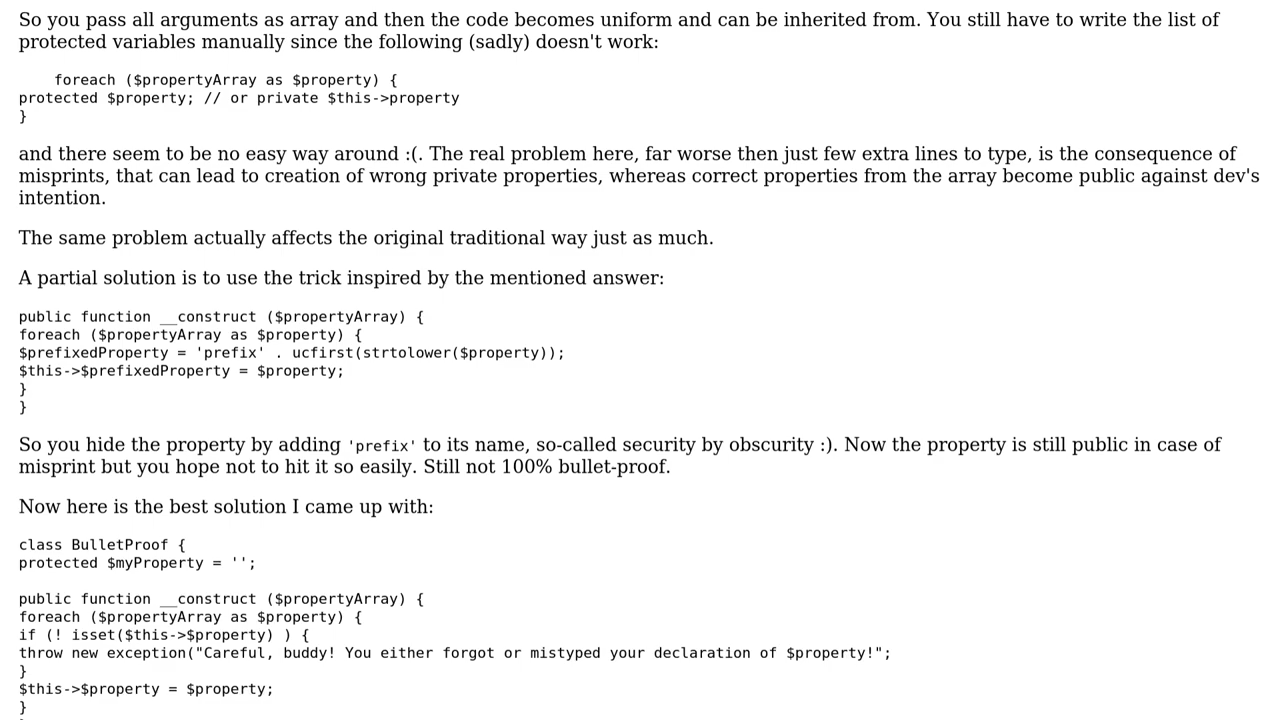 So you pass all arguments as array and then the code becomes uniform and can be inherited from. You still have to write the list of
protected variables manually since the following (sadly) doesn't work:
foreach ($propertyArray as $property) {
protected $property; // or private $this->property
}
and there seem to be no easy way around :(. The real problem here, far worse then just few extra lines to type, is the consequence of
misprints, that can lead to creation of wrong private properties, whereas correct properties from the array become public against dev's
intention.
The same problem actually affects the original traditional way just as much.
A partial solution is to use the trick inspired by the mentioned answer:
public function __construct ($propertyArray) {
foreach ($propertyArray as $property) {
$prefixedProperty = 'prefix' . ucfirst(strtolower($property));
$this->$prefixedProperty = $property;
}
}
So you hide the property by adding 'prefix' to its name, so-called security by obscurity :). Now the property is still public in case of
misprint but you hope not to hit it so easily. Still not 100% bullet-proof.
Now here is the best solution I came up with:
class BulletProof {
protected $myProperty = '';
public function __construct ($propertyArray) {
foreach ($propertyArray as $property) {
if (! isset($this->$property) ) {
throw new exception("Careful, buddy! You either forgot or mistyped your declaration of $property!";
}
$this->$property = $property;
}